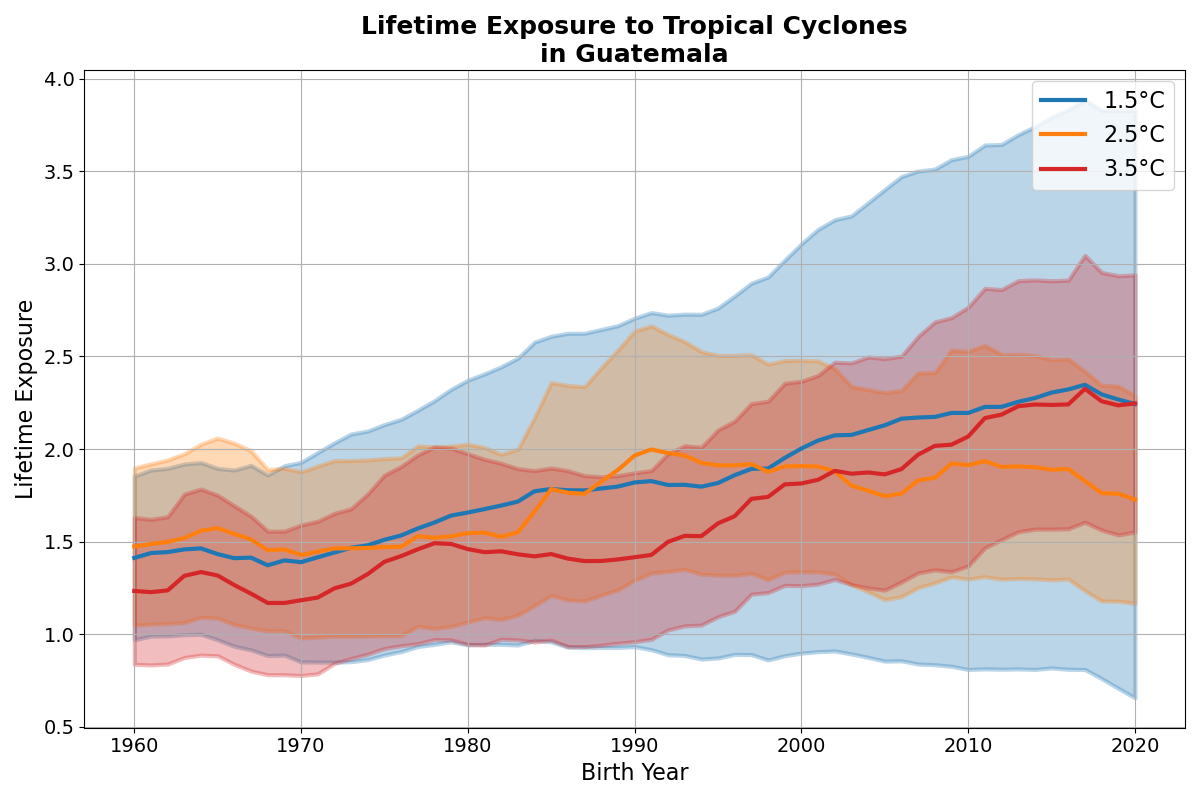 Lifetime Exposure to Tropical Cyclones
in Guatemala
4.0
3.5
3.0
2.5
2.0
1.5
1.0
0.5
Lifetime Exposure
1.5°C
2.5°C
3.5°C
1960
1970
1980
1990
2000
2010
2020
Birth Year